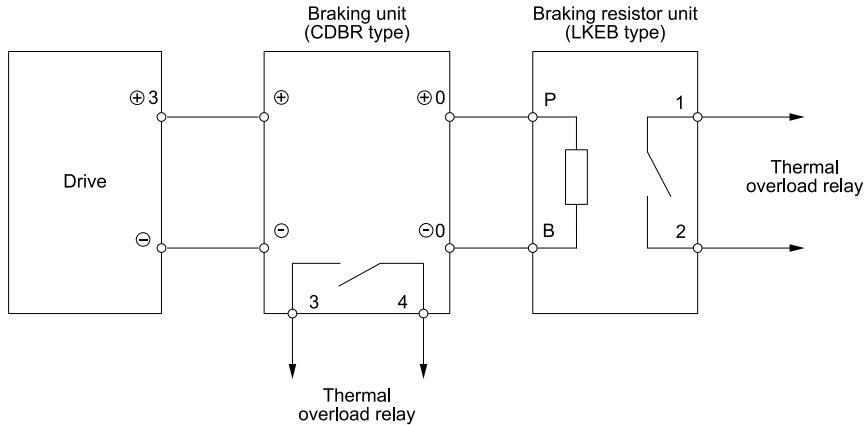 Braking unit
(CDBR type)
Braking resistor unit
(LKEB type)
⊕3
⊕
⊕0
P
1
Drive
Thermal
overload relay
⊖
⊖
⊖0
B
2
3
4
Thermal
overload relay